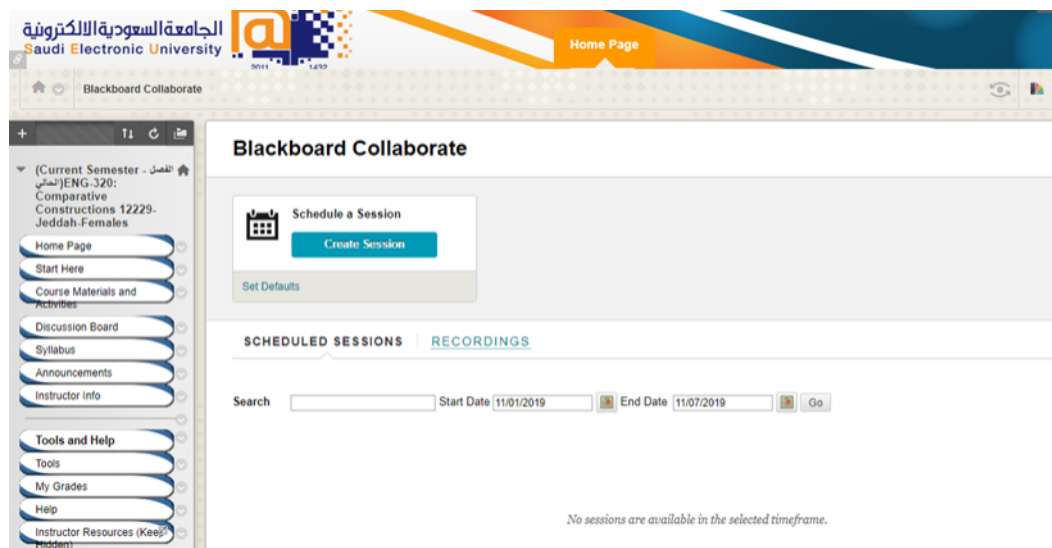 الجامعة السعودية الالكترونية
Saudi Electronic University
2011 1432
Home Page
Blackboard Collaborate
(Current Semester - الفصل
الحالي)ENG-320:
Comparative
Constructions 12229-
Jeddah-Females
Home Page
Start Here
Course Materials and
Activities
Discussion Board
Syllabus
Announcements
Instructor Info
Tools and Help
Tools
My Grades
Help
Instructor Resources (Keep
Hidden)
Blackboard Collaborate
Schedule a Session
Create Session
Set Defaults
SCHEDULED SESSIONS RECORDINGS
Search Start Date 11/01/2019 End Date 11/07/2019 Go
No sessions are available in the selected timeframe.